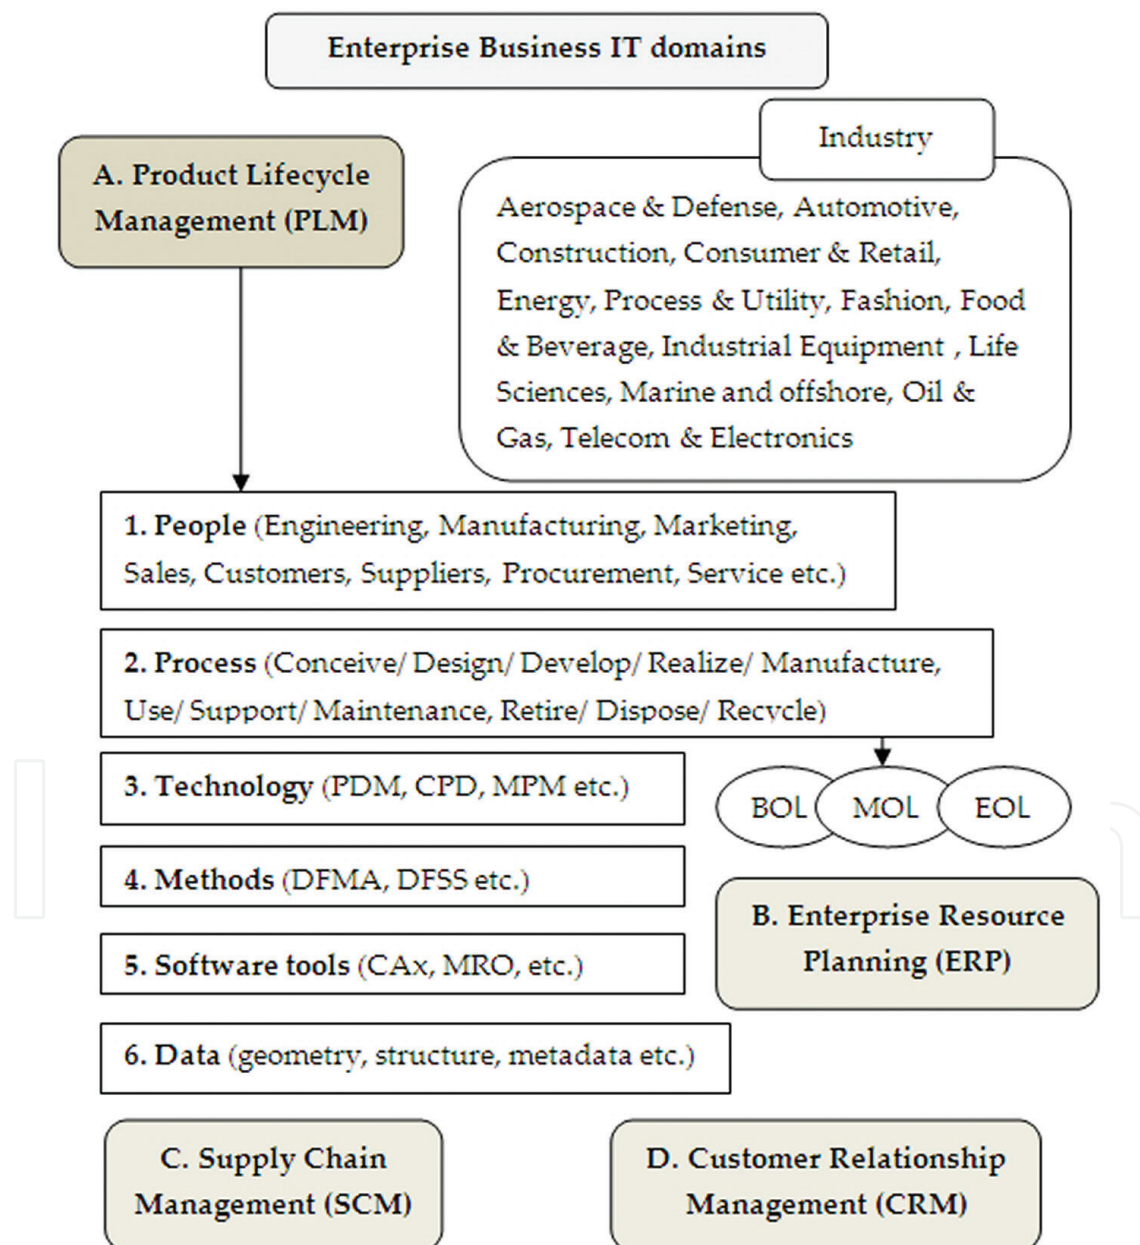 Enterprise Business IT domains
Industry
A. Product Lifecycle
Management (PLM)
Aerospace & Defense, Automotive,
Construction, Consumer & Retail,
Energy, Process & Utility, Fashion, Food
& Beverage, Industrial Equipment , Life
Sciences, Marine and offshore, Oil &
Gas, Telecom & Electronics
1. People (Engineering, Manufacturing, Marketing,
Sales, Customers, Suppliers, Procurement, Service etc.)
2. Process (Conceive/ Design/ Develop/ Realize/ Manufacture,
Use/ Support/ Maintenance, Retire/ Dispose/ Recycle)
3. Technology (PDM, CPD, MPM etc.)
BOL
MOL
EOL
4. Methods (DFMA, DFSS etc.)
B. Enterprise Resource
Planning (ERP)
5. Software tools (CAx, MRO, etc.)
6. Data (geometry, structure, metadata etc.)
C. Supply Chain
Management (SCM)
D. Customer Relationship
Management (CRM)